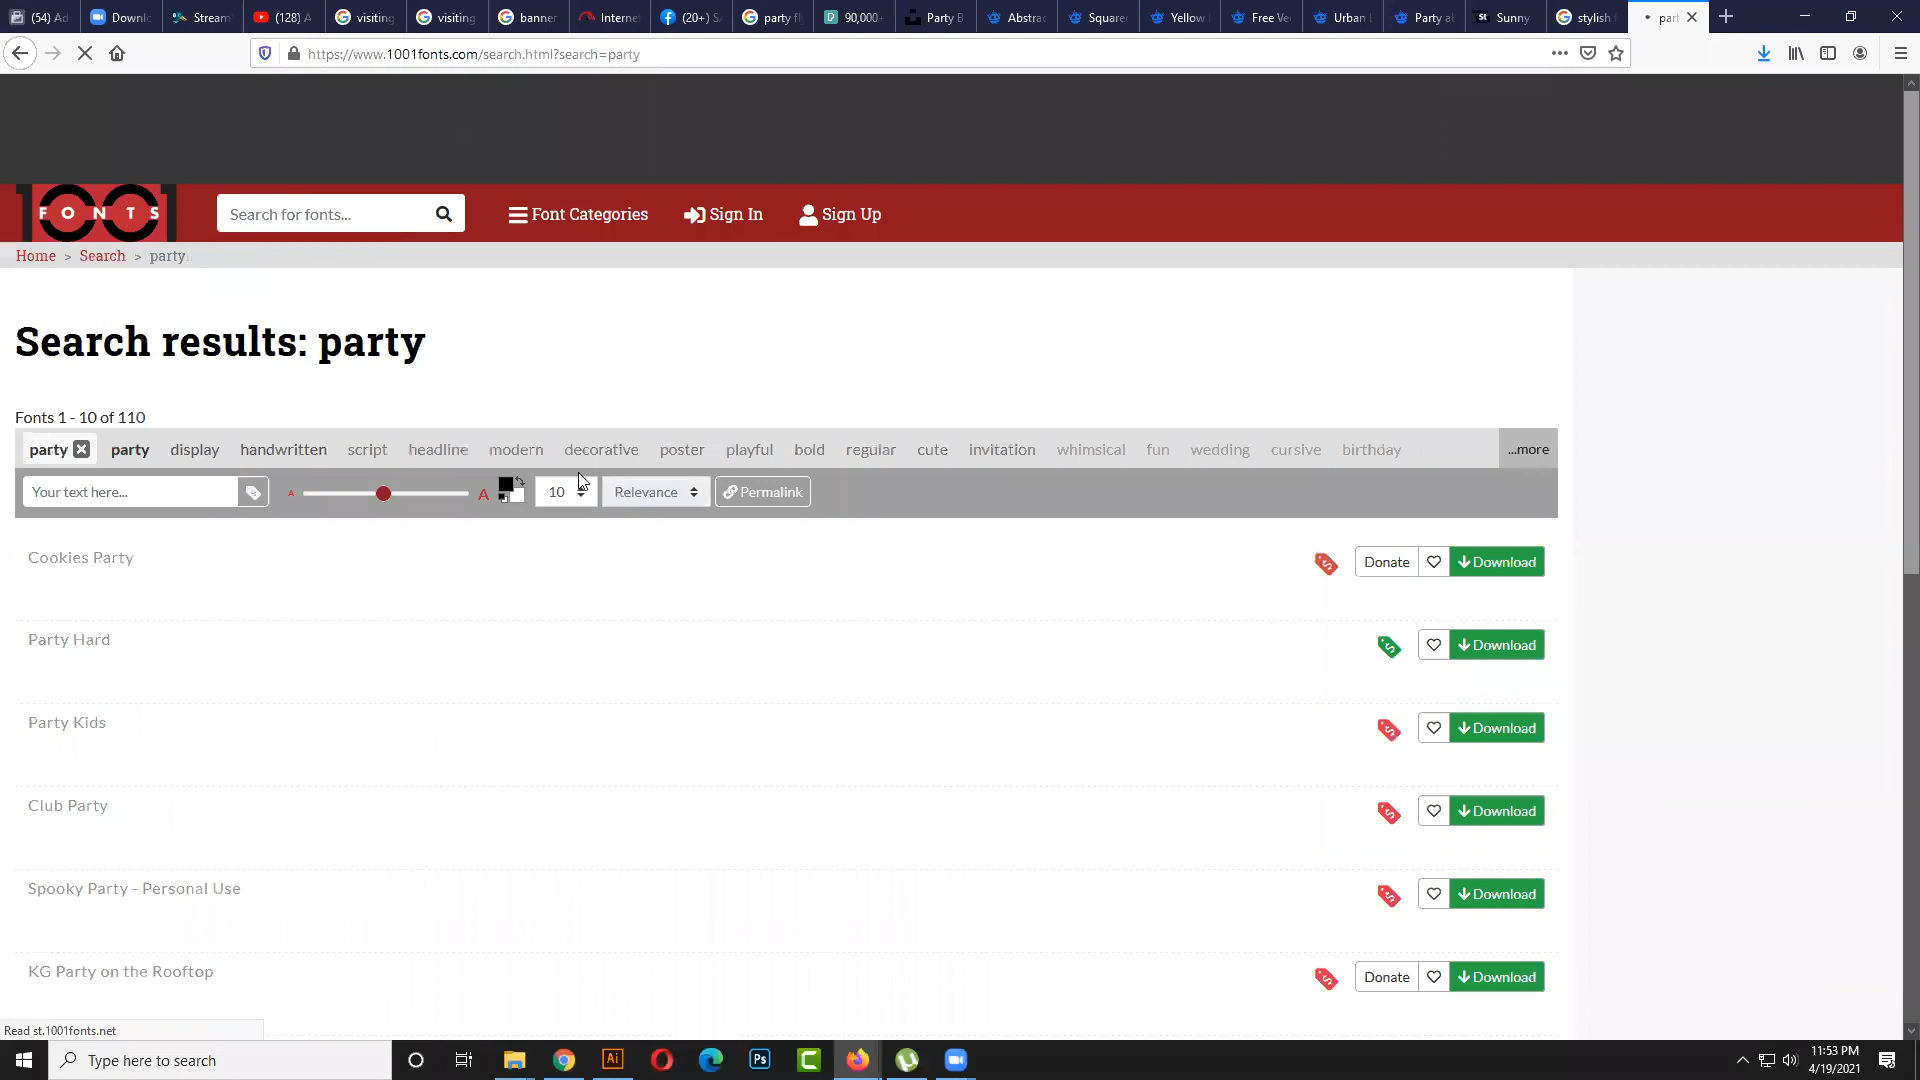 (54) Ad
Downlo
Stream
(128) A
visiting
visiting
banner
Interne
(20+) S
party fl
90,000+
Party B
Abstrac
Square
Yellow
Free Ve
Urban
Party al
Sunny
stylish
part
https://www.1001fonts.com/search.html?search=party
1001 FONTS
Search for fonts...
Font Categories
Sign In
Sign Up
Home > Search > party
Search results: party
Fonts 1 - 10 of 110
party party display handwritten script headline modern decorative poster playful bold regular cute invitation whimsical fun wedding cursive birthday ...more
Your text here...
A A
10
Relevance
Permalink
Cookies Party
Donate Download
Party Hard
Download
Party Kids
Download
Club Party
Download
Spooky Party - Personal Use
Download
KG Party on the Rooftop
Donate Download
Read st.1001fonts.net
Type here to search
Ai
Ps
11:53 PM
4/19/2021